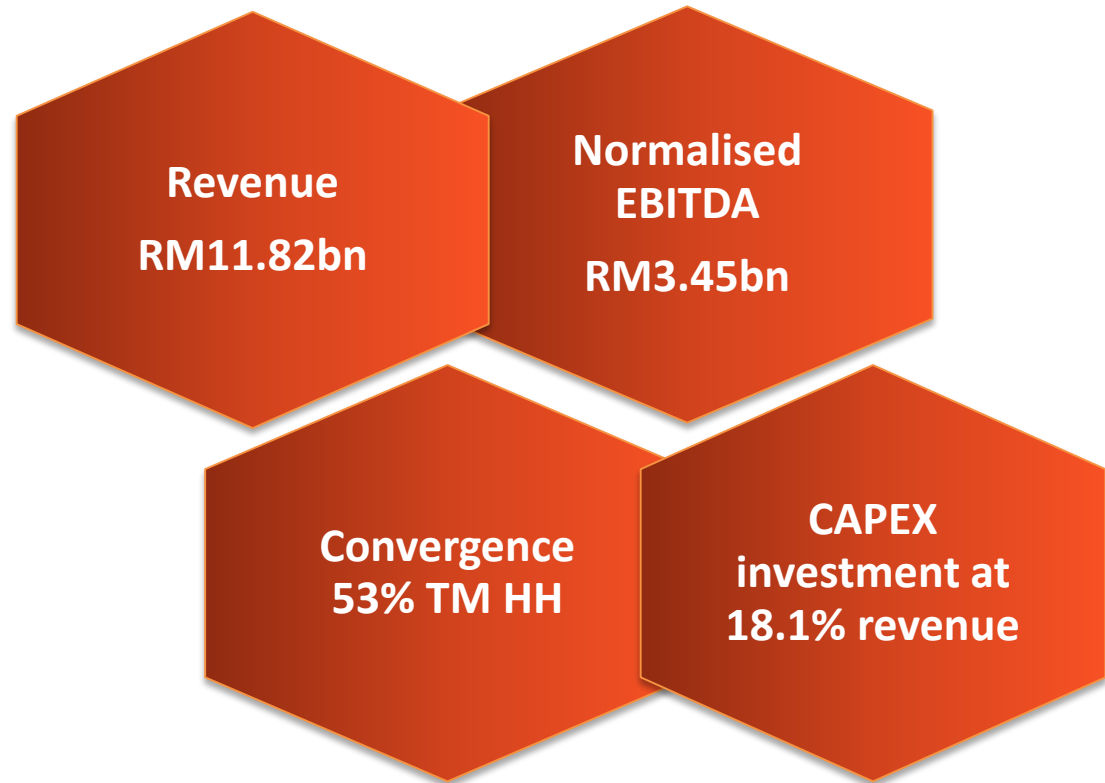 Revenue
RM11.82bn
Normalised
EBITDA
RM3.45bn
Convergence
53% TM HH
CAPEX
investment at
18.1% revenue